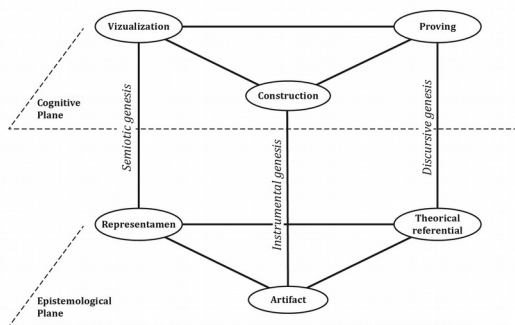 Vizualization
Proving
Construction
Cognitive
Plane
Semiotic genesis
Instrumental genesis
Discursive genesis
Representamen
Theorical
referential
Artifact
Epistemological
Plane